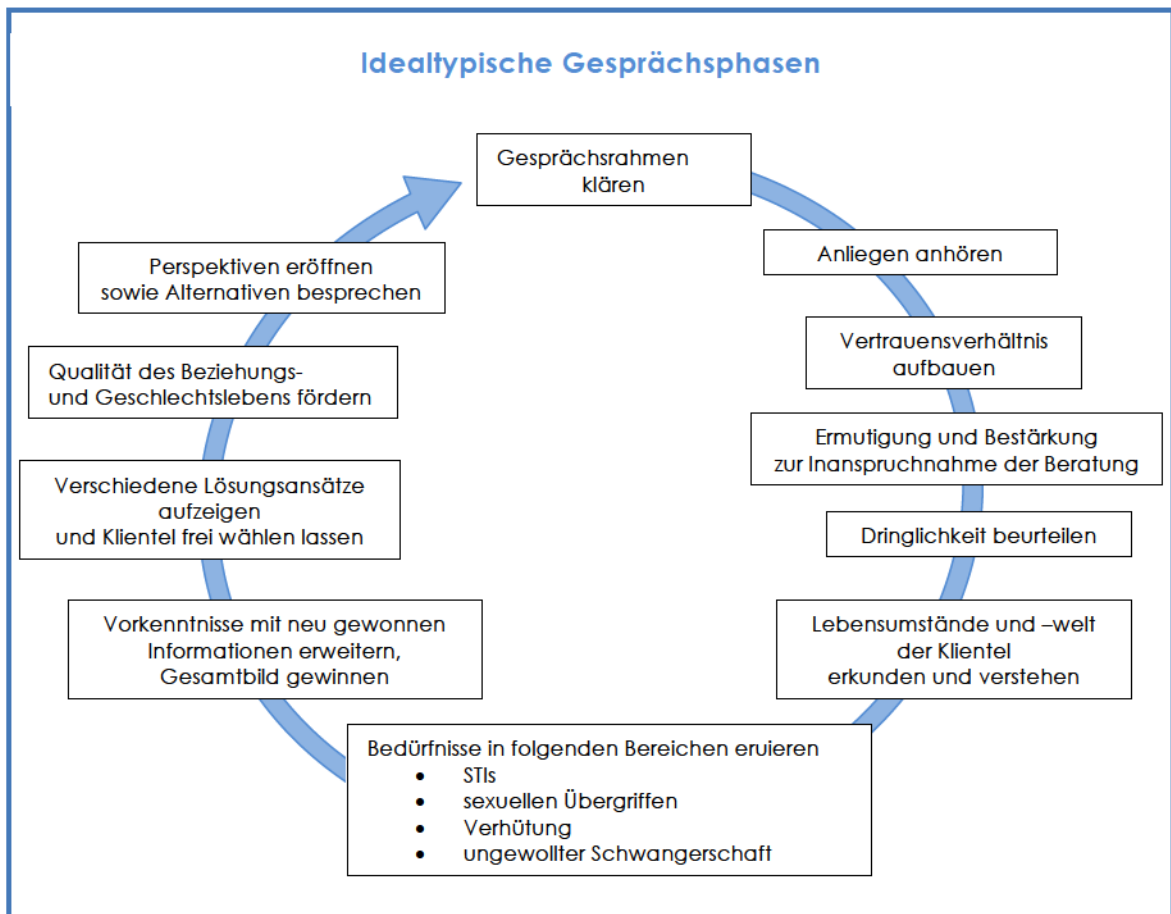 Idealtypische Gesprächsphasen
Gesprächsrahmen
klären
Anliegen anhören
Vertrauensverhältnis
aufbauen
Ermutigung und Bestärkung
zur Inanspruchnahme der Beratung
Dringlichkeit beurteilen
Lebensumstände und –welt
der Klientel
erkunden und verstehen
Bedürfnisse in folgenden Bereichen eruieren
• STIs
• sexuellen Übergriffen
• Verhütung
• ungewollter Schwangerschaft
Vorkenntnisse mit neu gewonnen
Informationen erweitern,
Gesamtbild gewinnen
Verschiedene Lösungsansätze
aufzeigen
und Klientel frei wählen lassen
Qualität des Beziehungs-
und Geschlechtslebens fördern
Perspektiven eröffnen
sowie Alternativen besprechen